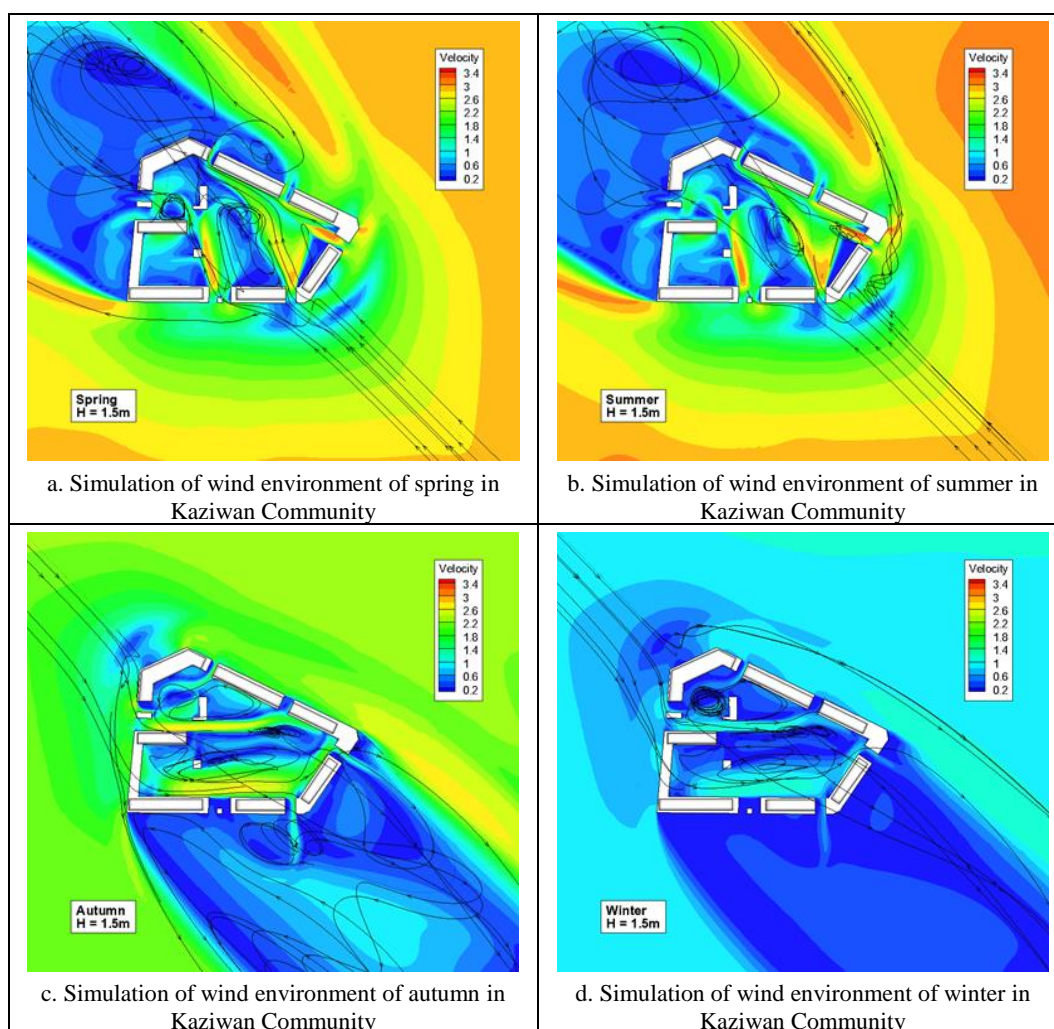 Velocity
3.4
3
2.6
2.2
1.8
1.4
1
0.6
0.2
Spring
H = 1.5m
a. Simulation of wind environment of spring in
Kaziwan Community
Velocity
3.4
3
2.6
2.2
1.8
1.4
1
0.6
0.2
Summer
H = 1.5m
b. Simulation of wind environment of summer in
Kaziwan Community
Velocity
3.4
3
2.6
2.2
1.8
1.4
1
0.6
0.2
Autumn
H = 1.5m
c. Simulation of wind environment of autumn in
Kaziwan Community
Velocity
3.4
3
2.6
2.2
1.8
1.4
1
0.6
0.2
Winter
H = 1.5m
d. Simulation of wind environment of winter in
Kaziwan Community